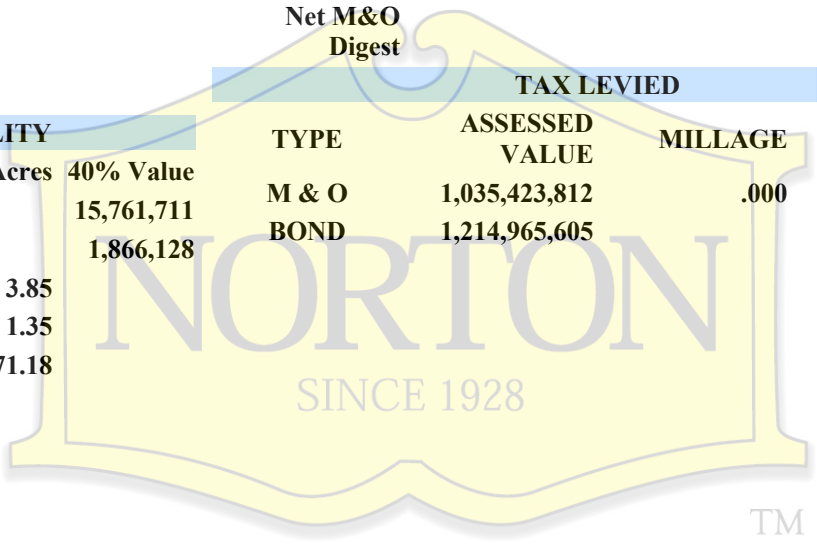 Net M&O
Digest
TAX LEVIED
LITY
TYPE
ASSESSED
VALUE
MILLAGE
Acres 40% Value
M & O 1,035,423,812 .000
15,761,711
BOND 1,214,965,605
1,866,128
3.85
1.35
71.18
NORTON
SINCE 1928
TM